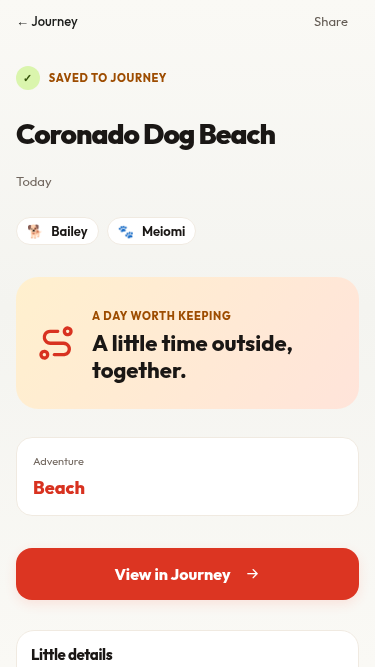 ← Journey
Share
✓ SAVED TO JOURNEY
Coronado Dog Beach
Today
🐕 Bailey
🐾 Meiomi
A DAY WORTH KEEPING
A little time outside,
together.
Adventure
Beach
View in Journey →
Little details